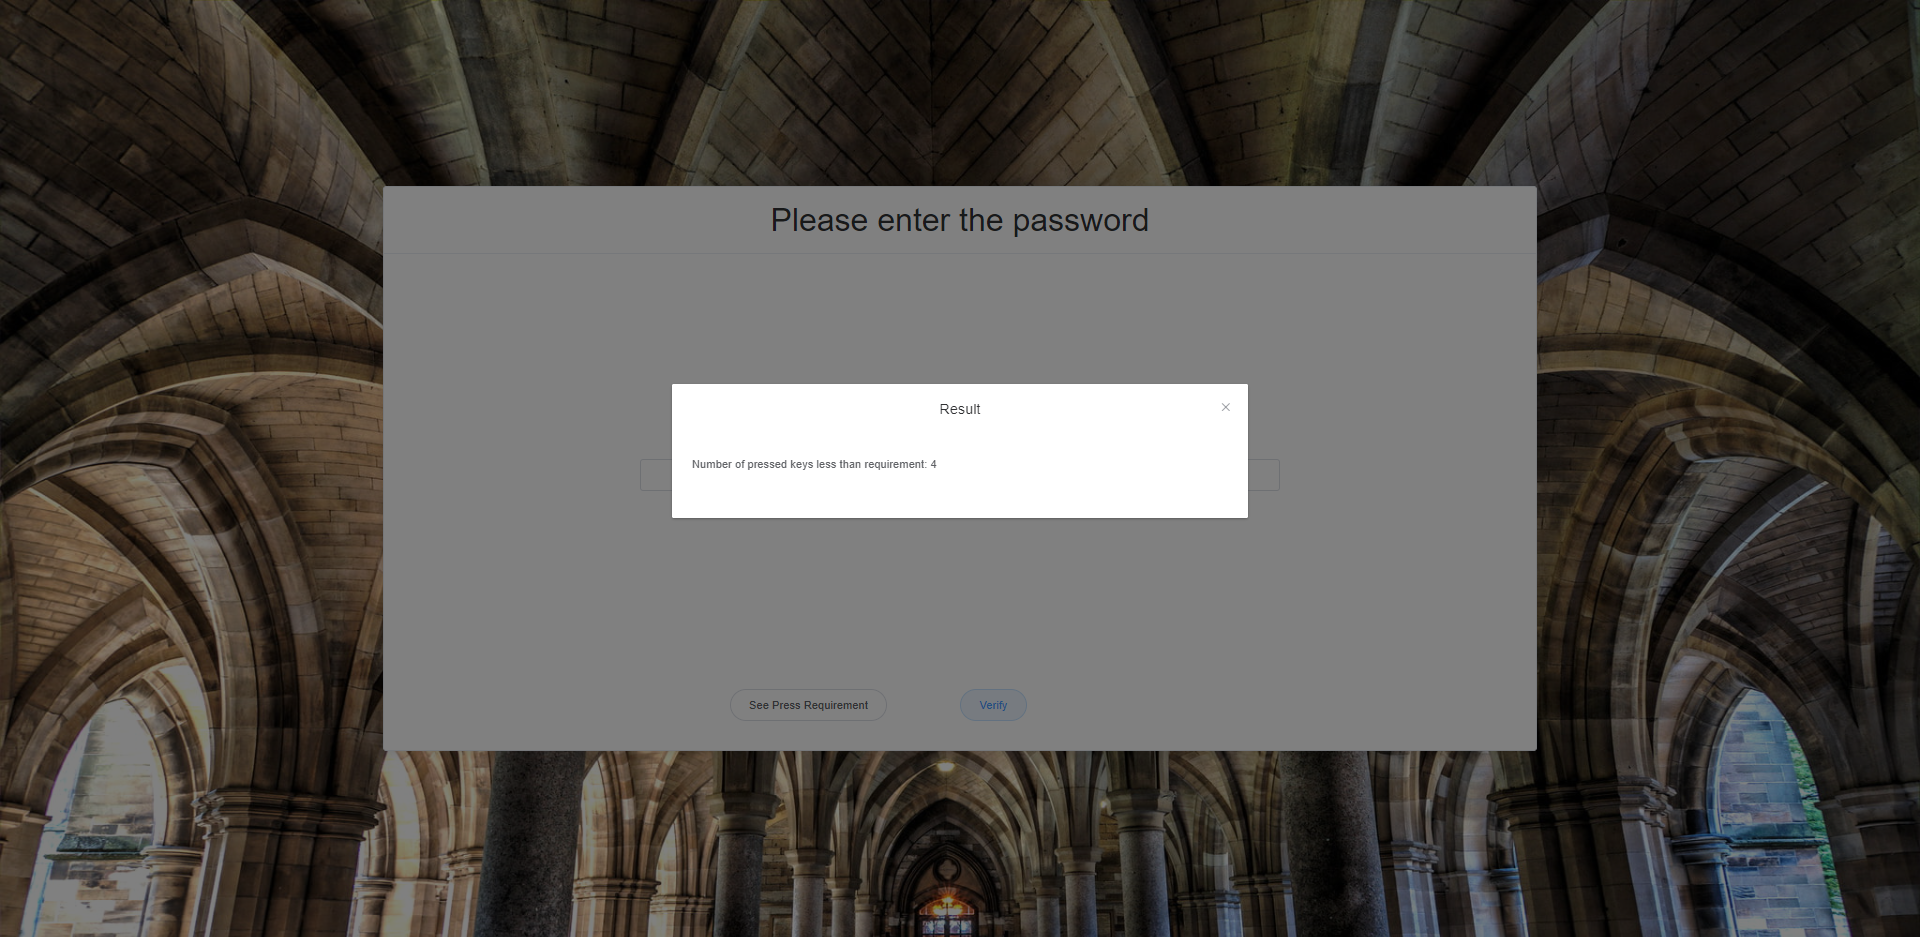 Please enter the password
Result
Number of pressed keys less than requirement: 4
See Press Requirement
Verify